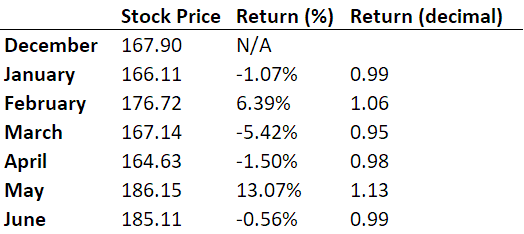 Stock Price Return (%) Return (decimal)
December 167.90 N/A
January 166.11 -1.07% 0.99
February 176.72 6.39% 1.06
March 167.14 -5.42% 0.95
April 164.63 -1.50% 0.98
May 186.15 13.07% 1.13
June 185.11 -0.56% 0.99